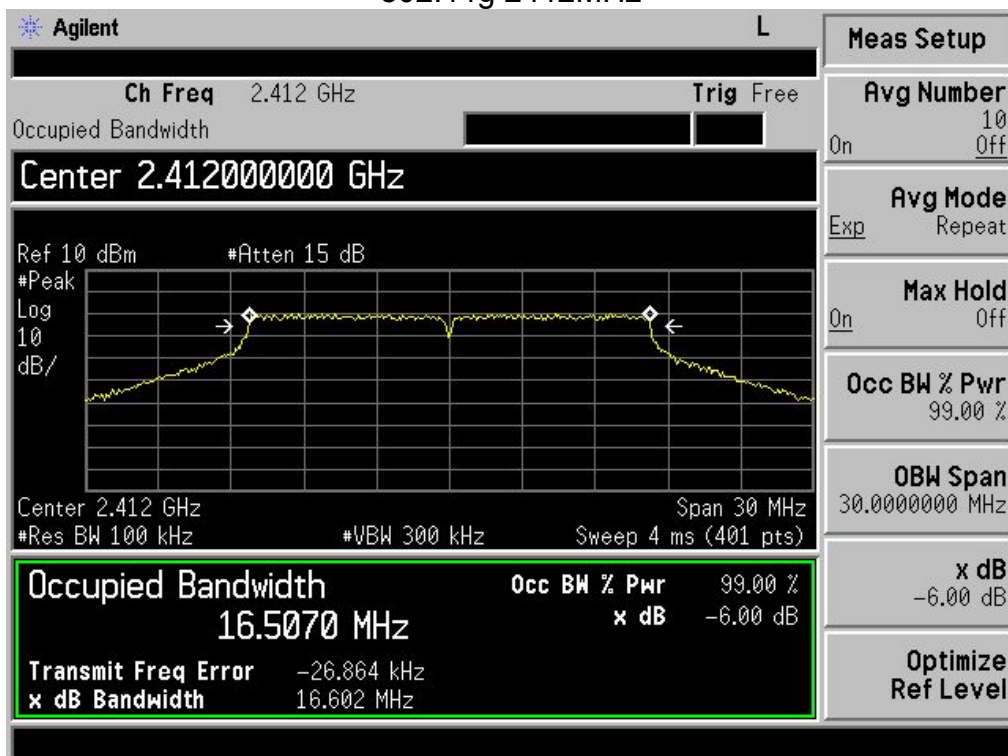 Agilent L
Ch Freq 2.412 GHz Trig Free
Occupied Bandwidth
Center 2.412000000 GHz
Ref 10 dBm #Atten 15 dB
#Peak
Log
10
dB/
Center 2.412 GHz Span 30 MHz
#Res BW 100 kHz #VBW 300 kHz Sweep 4 ms (401 pts)
Occupied Bandwidth Occ BW % Pwr 99.00 %
16.5070 MHz x dB -6.00 dB
Transmit Freq Error -26.864 kHz
x dB Bandwidth 16.602 MHz
Meas Setup
Avg Number
10
On Off
Avg Mode
Exp Repeat
Max Hold
On Off
Occ BW % Pwr
99.00 %
OBW Span
30.0000000 MHz
x dB
-6.00 dB
Optimize
Ref Level